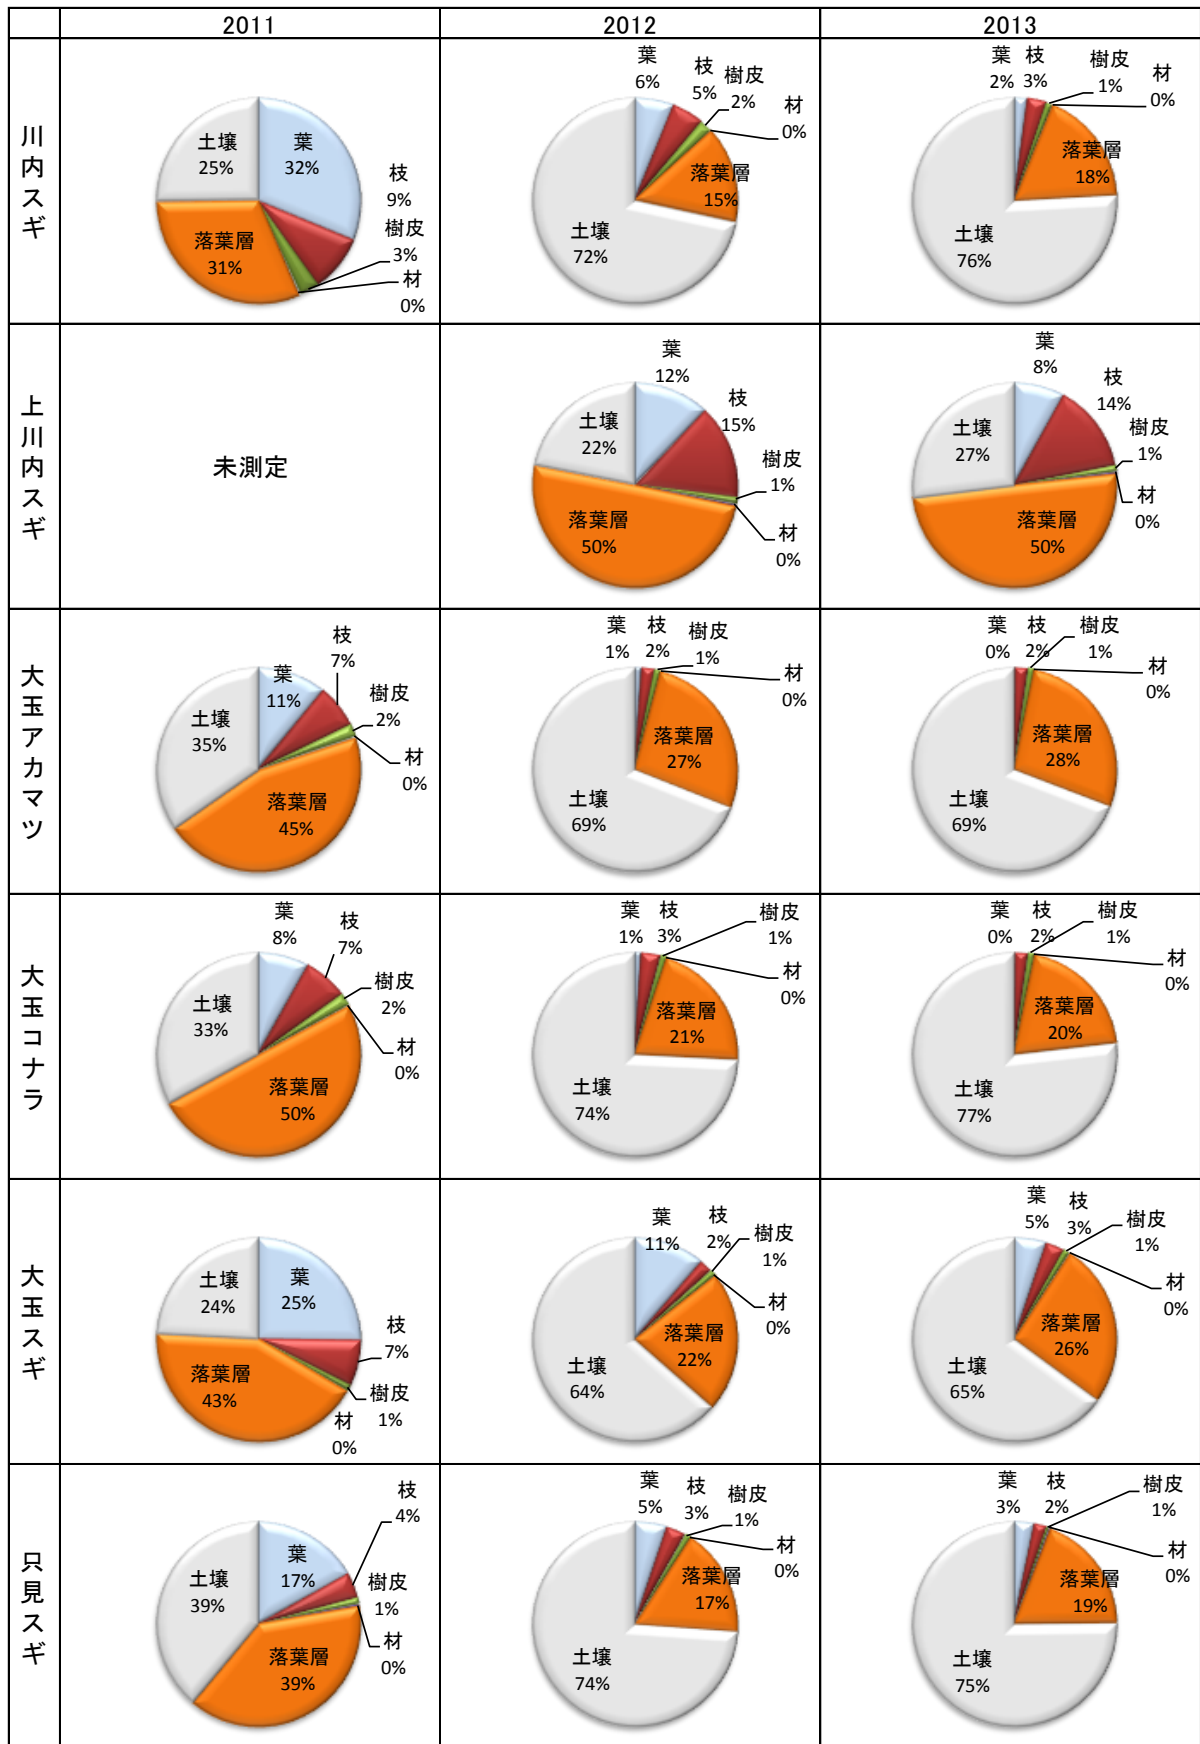 2011 2012 2013
川内スギ
葉
32%
枝
9%
樹皮
3%
材
0%
落葉層
31%
土壌
25%
葉
6%
枝
5%
樹皮
2%
材
0%
落葉層
15%
土壌
72%
葉
2%
枝
3%
樹皮
1%
材
0%
落葉層
18%
土壌
76%
上川内スギ
未測定
葉
12%
枝
15%
樹皮
1%
材
0%
落葉層
50%
土壌
22%
葉
8%
枝
14%
樹皮
1%
材
0%
落葉層
50%
土壌
27%
大玉アカマツ
葉
11%
枝
7%
樹皮
2%
材
0%
落葉層
45%
土壌
35%
葉
1%
枝
2%
樹皮
1%
材
0%
落葉層
27%
土壌
69%
葉
0%
枝
2%
樹皮
1%
材
0%
落葉層
28%
土壌
69%
大玉コナラ
葉
8%
枝
7%
樹皮
2%
材
0%
落葉層
50%
土壌
33%
葉
1%
枝
3%
樹皮
1%
材
0%
落葉層
21%
土壌
74%
葉
0%
枝
2%
樹皮
1%
材
0%
落葉層
20%
土壌
77%
大玉スギ
葉
25%
枝
7%
樹皮
1%
材
0%
落葉層
43%
土壌
24%
葉
11%
枝
2%
樹皮
1%
材
0%
落葉層
22%
土壌
64%
葉
5%
枝
3%
樹皮
1%
材
0%
落葉層
26%
土壌
65%
只見スギ
葉
17%
枝
4%
樹皮
1%
材
0%
落葉層
39%
土壌
39%
葉
5%
枝
3%
樹皮
1%
材
0%
落葉層
17%
土壌
74%
葉
3%
枝
2%
樹皮
1%
材
0%
落葉層
19%
土壌
75%